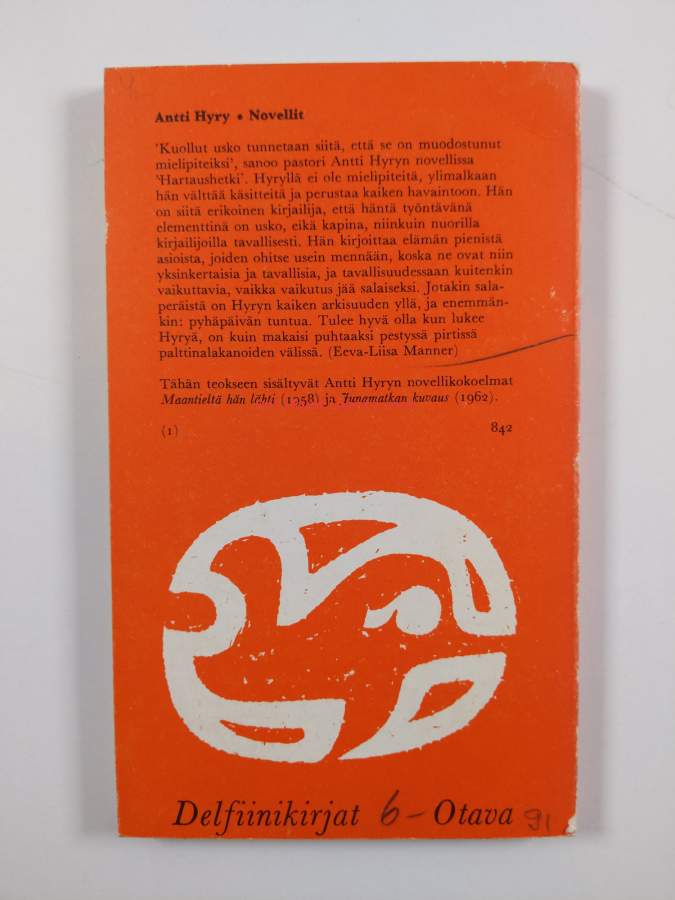 Antti Hyry • Novellit
'Kuollut usko tunnetaan siitä, että se on muodostunut
mielipiteiksi', sanoo pastori Antti Hyryn novellissa
'Hartaushetki'. Hyryllä ei ole mielipiteitä, ylimalkaan
hän välttää käsitteitä ja perustaa kaiken havaintoon. Hän
on siitä erikoinen kirjailija, että häntä työntävänä
elementtinä on usko, eikä kapina, niinkuin nuorilla
kirjailijoilla tavallisesti. Hän kirjoittaa elämän pienistä
asioista, joiden ohitse usein mennään, koska ne ovat niin
yksinkertaisia ja tavallisia, ja tavallisuudessaan kuitenkin
vaikuttavia, vaikka vaikutus jää salaiseksi. Jotakin sala-
peräistä on Hyryn kaiken arkisuuden yllä, ja enemmän-
kin: pyhäpäivän tuntua. Tulee hyvä olla kun lukee
Hyryä, on kuin makaisi puhtaaksi pestyssä pirtissä
palttinalakanoiden välissä. (Eeva-Liisa Manner)
Tähän teokseen sisältyvät Antti Hyryn novellikokoelmat
Maantieltä hän lähti (1958) ja Junamatkan kuvaus (1962).
(1) 842
Delfiinikirjat 6- Otava 91